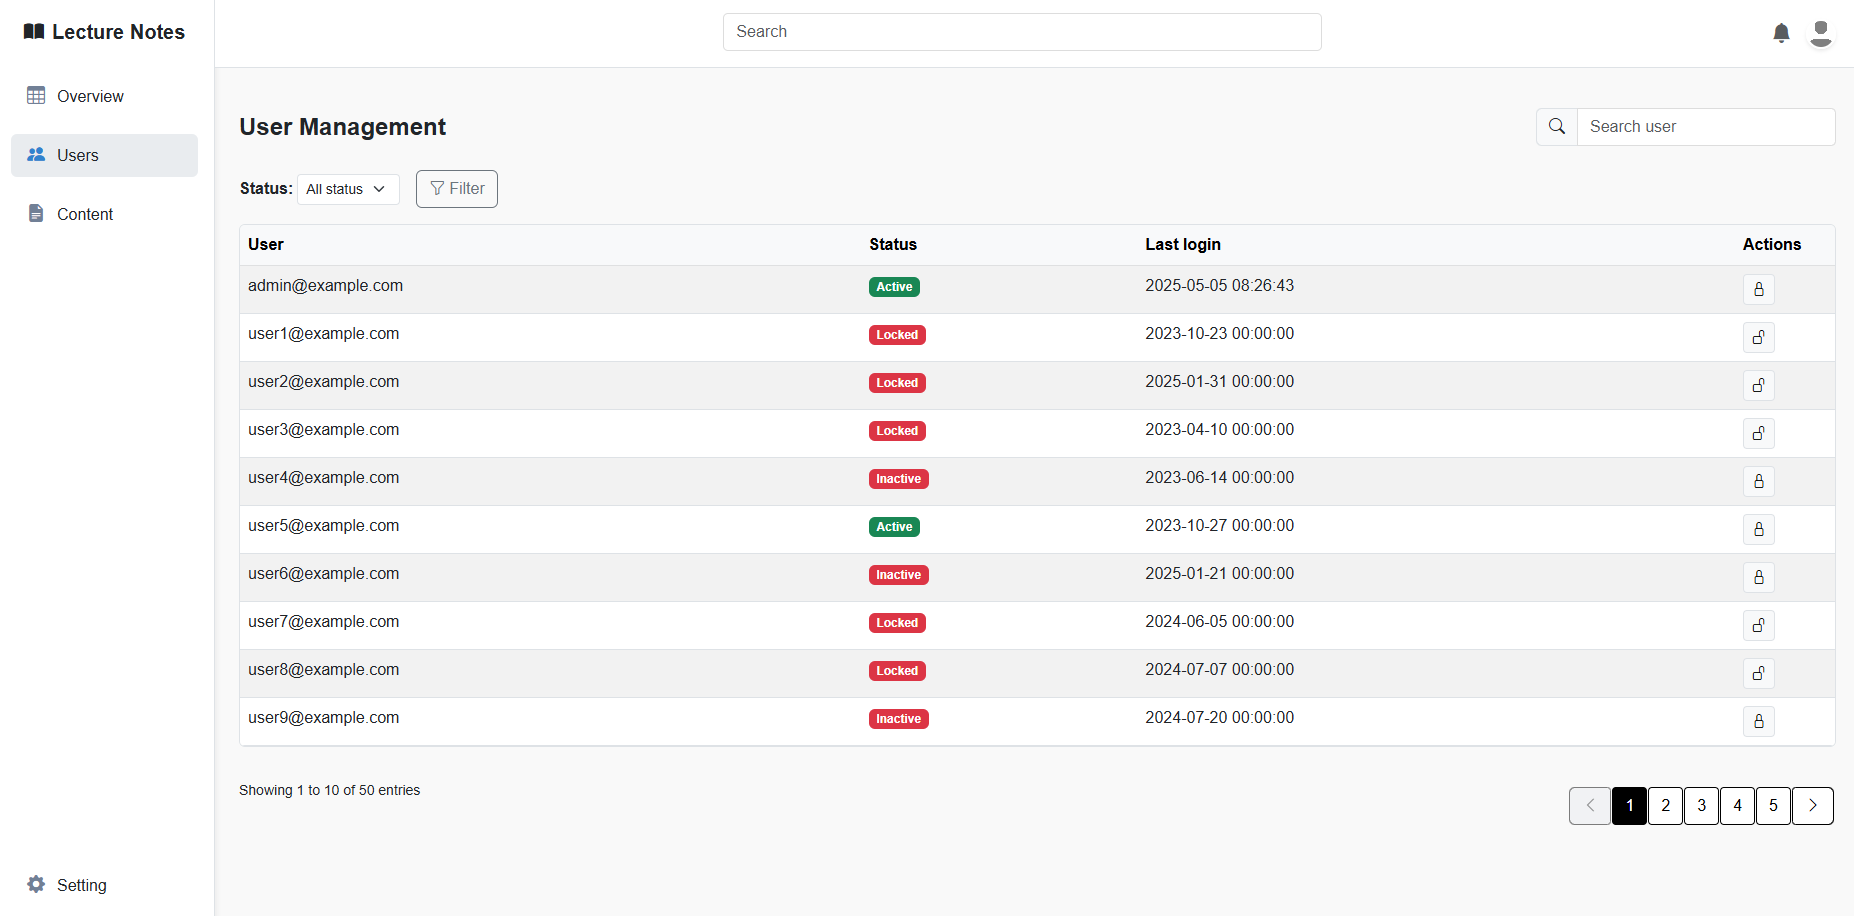 Lecture Notes
Search
Overview
Users
Content
Setting
User Management
Search user
Status: All status Filter
User Status Last login Actions
admin@example.com Active 2025-05-05 08:26:43
user1@example.com Locked 2023-10-23 00:00:00
user2@example.com Locked 2025-01-31 00:00:00
user3@example.com Locked 2023-04-10 00:00:00
user4@example.com Inactive 2023-06-14 00:00:00
user5@example.com Active 2023-10-27 00:00:00
user6@example.com Inactive 2025-01-21 00:00:00
user7@example.com Locked 2024-06-05 00:00:00
user8@example.com Locked 2024-07-07 00:00:00
user9@example.com Inactive 2024-07-20 00:00:00
Showing 1 to 10 of 50 entries
1 2 3 4 5